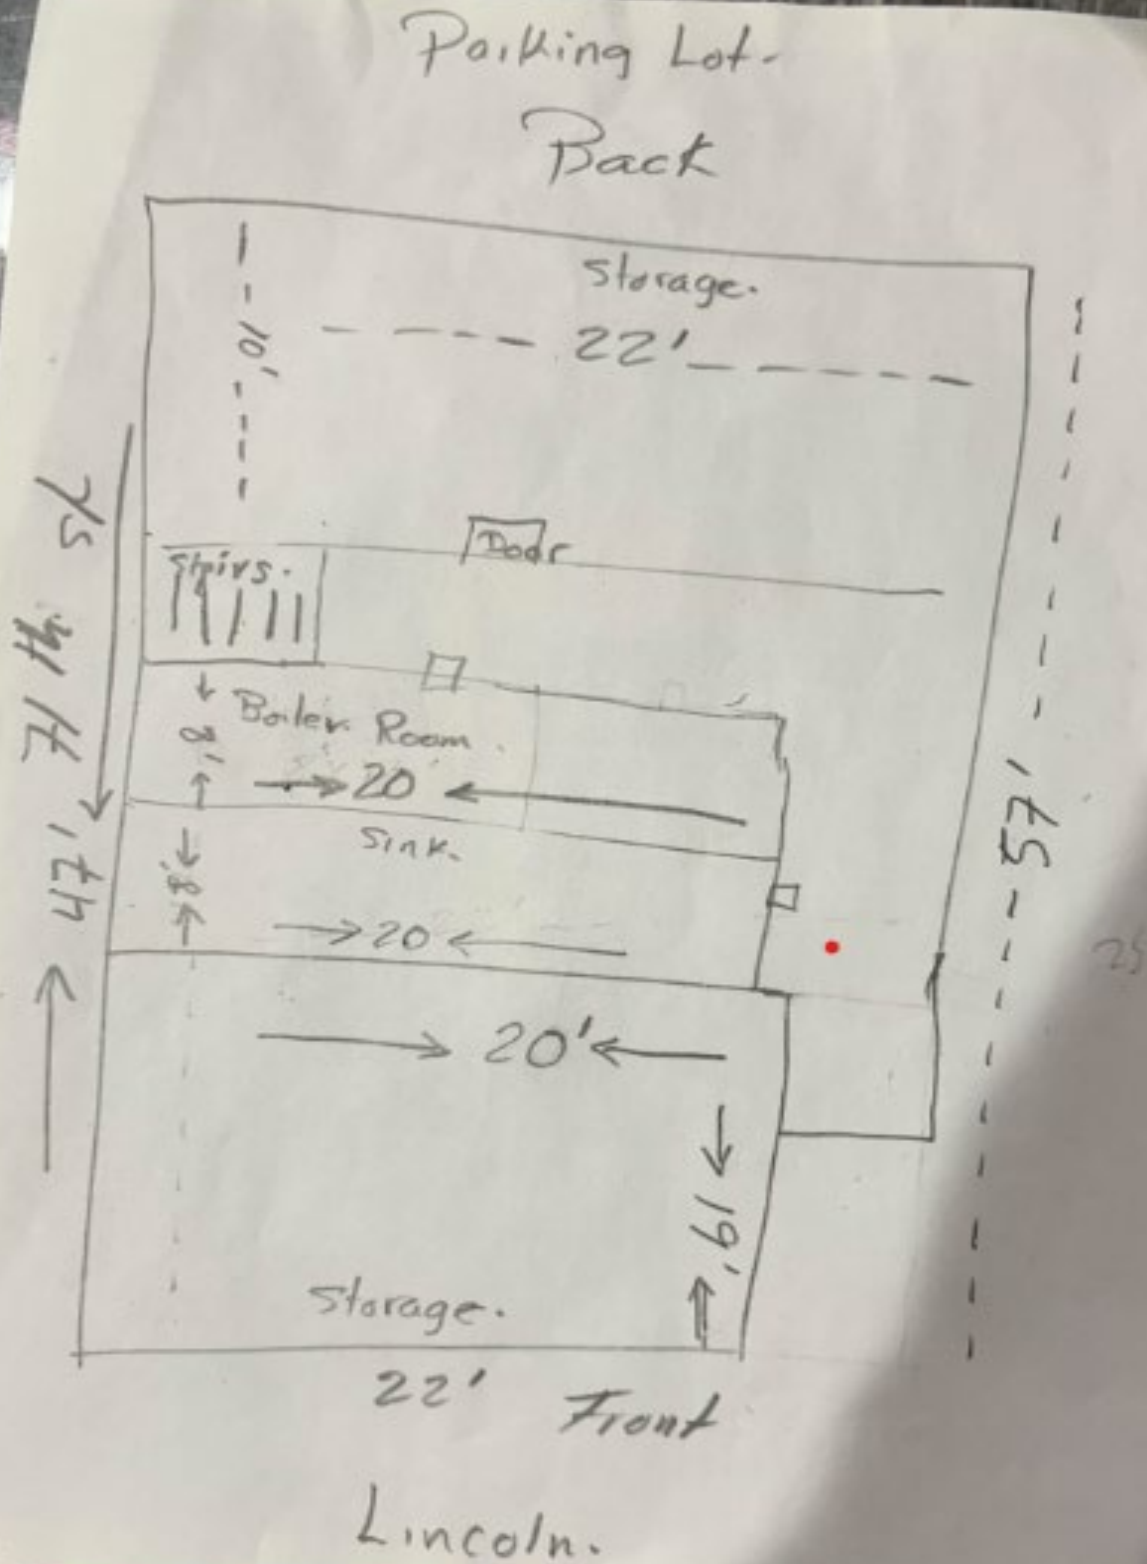 Parking Lot.
Back
Storage.
10'
22'
Door
Stairs.
71 th st
Boiler Room.
8'
20
57'
47'
Sink.
8'
20
20'
19'
Storage.
22'
Front
Lincoln.